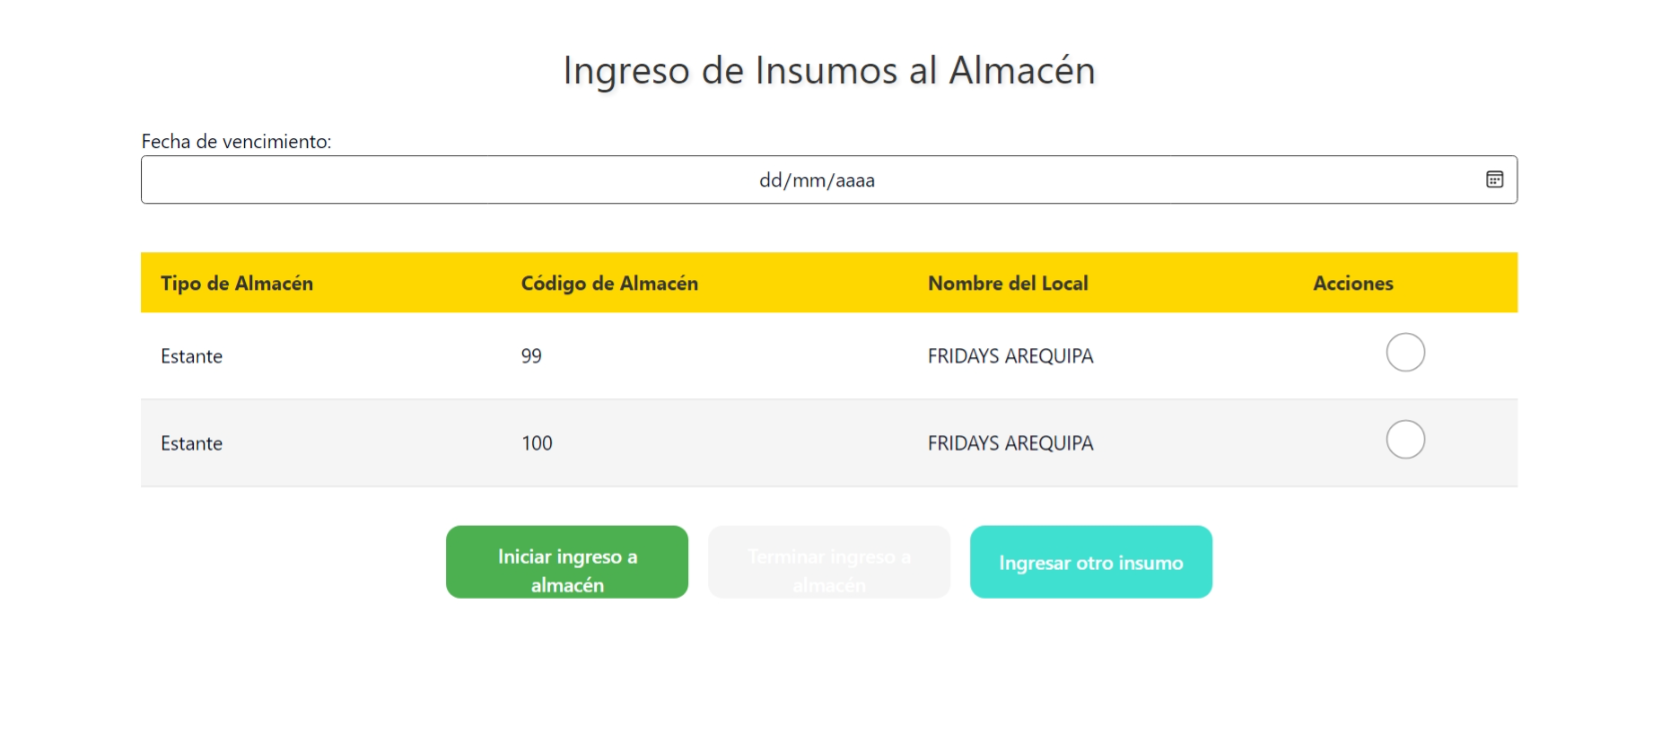 Ingreso de Insumos al Almacén
Fecha de vencimiento:
dd/mm/aaaa
Tipo de Almacén Código de Almacén Nombre del Local Acciones
Estante 99 FRIDAYS AREQUIPA
Estante 100 FRIDAYS AREQUIPA
Iniciar ingreso a
almacén
Terminar ingreso a
almacén
Ingresar otro insumo